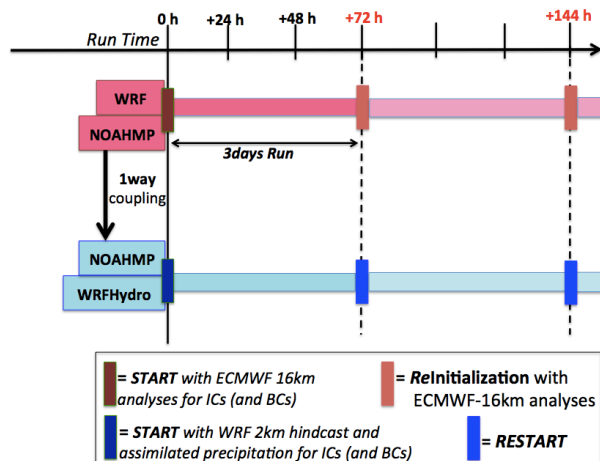 0 h +24 h +48 h +72 h +144 h
Run Time
WRF
NOAHMP
3days Run
1way
coupling
NOAHMP
WRFHydro
= START with ECMWF 16km
analyses for ICs (and BCs)
= ReInitialization with
ECMWF-16km analyses
= START with WRF 2km hindcast and
assimilated precipitation for ICs (and BCs)
= RESTART